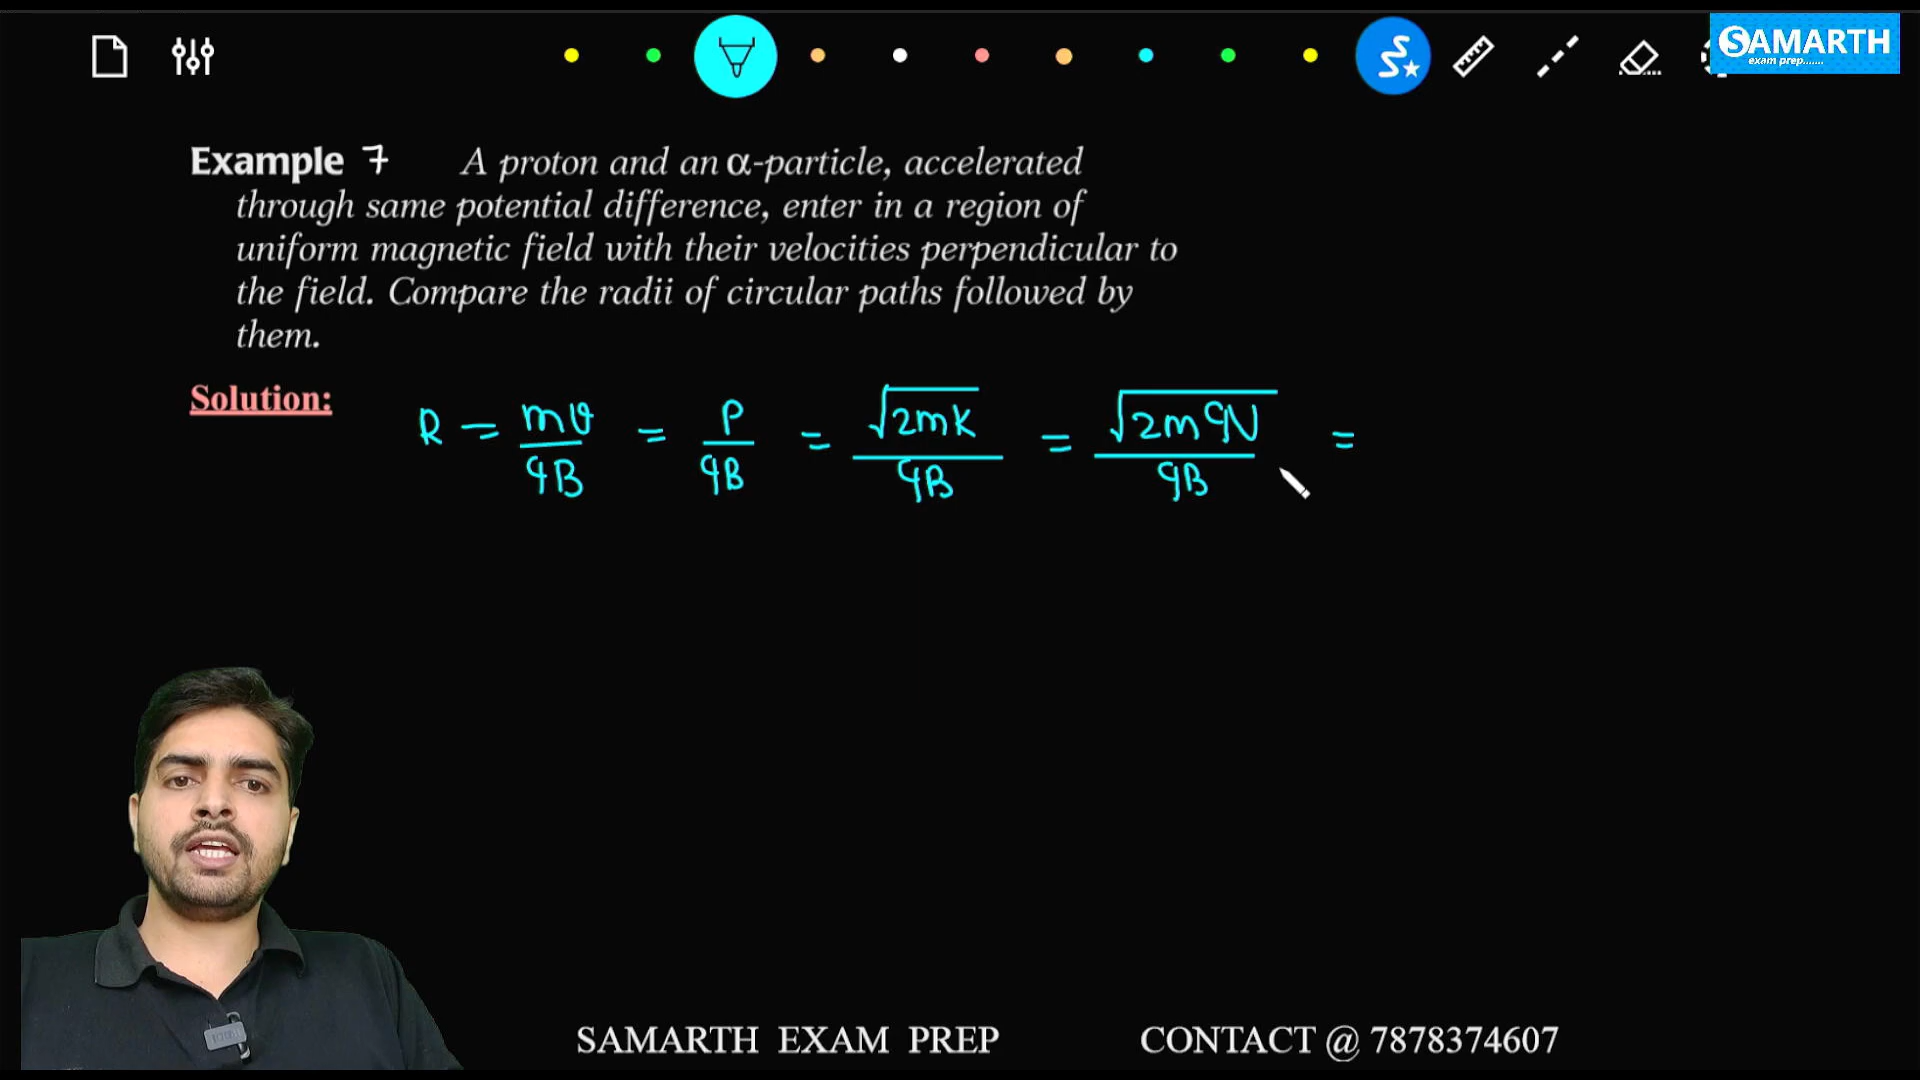 SAMARTH
exam prep......
Example 7 A proton and an α-particle, accelerated
through same potential difference, enter in a region of
uniform magnetic field with their velocities perpendicular to
the field. Compare the radii of circular paths followed by
them.
Solution:
R = mv/qB = P/qB = √2mk/qB = √2mqV/qB =
SAMARTH EXAM PREP CONTACT @ 7878374607